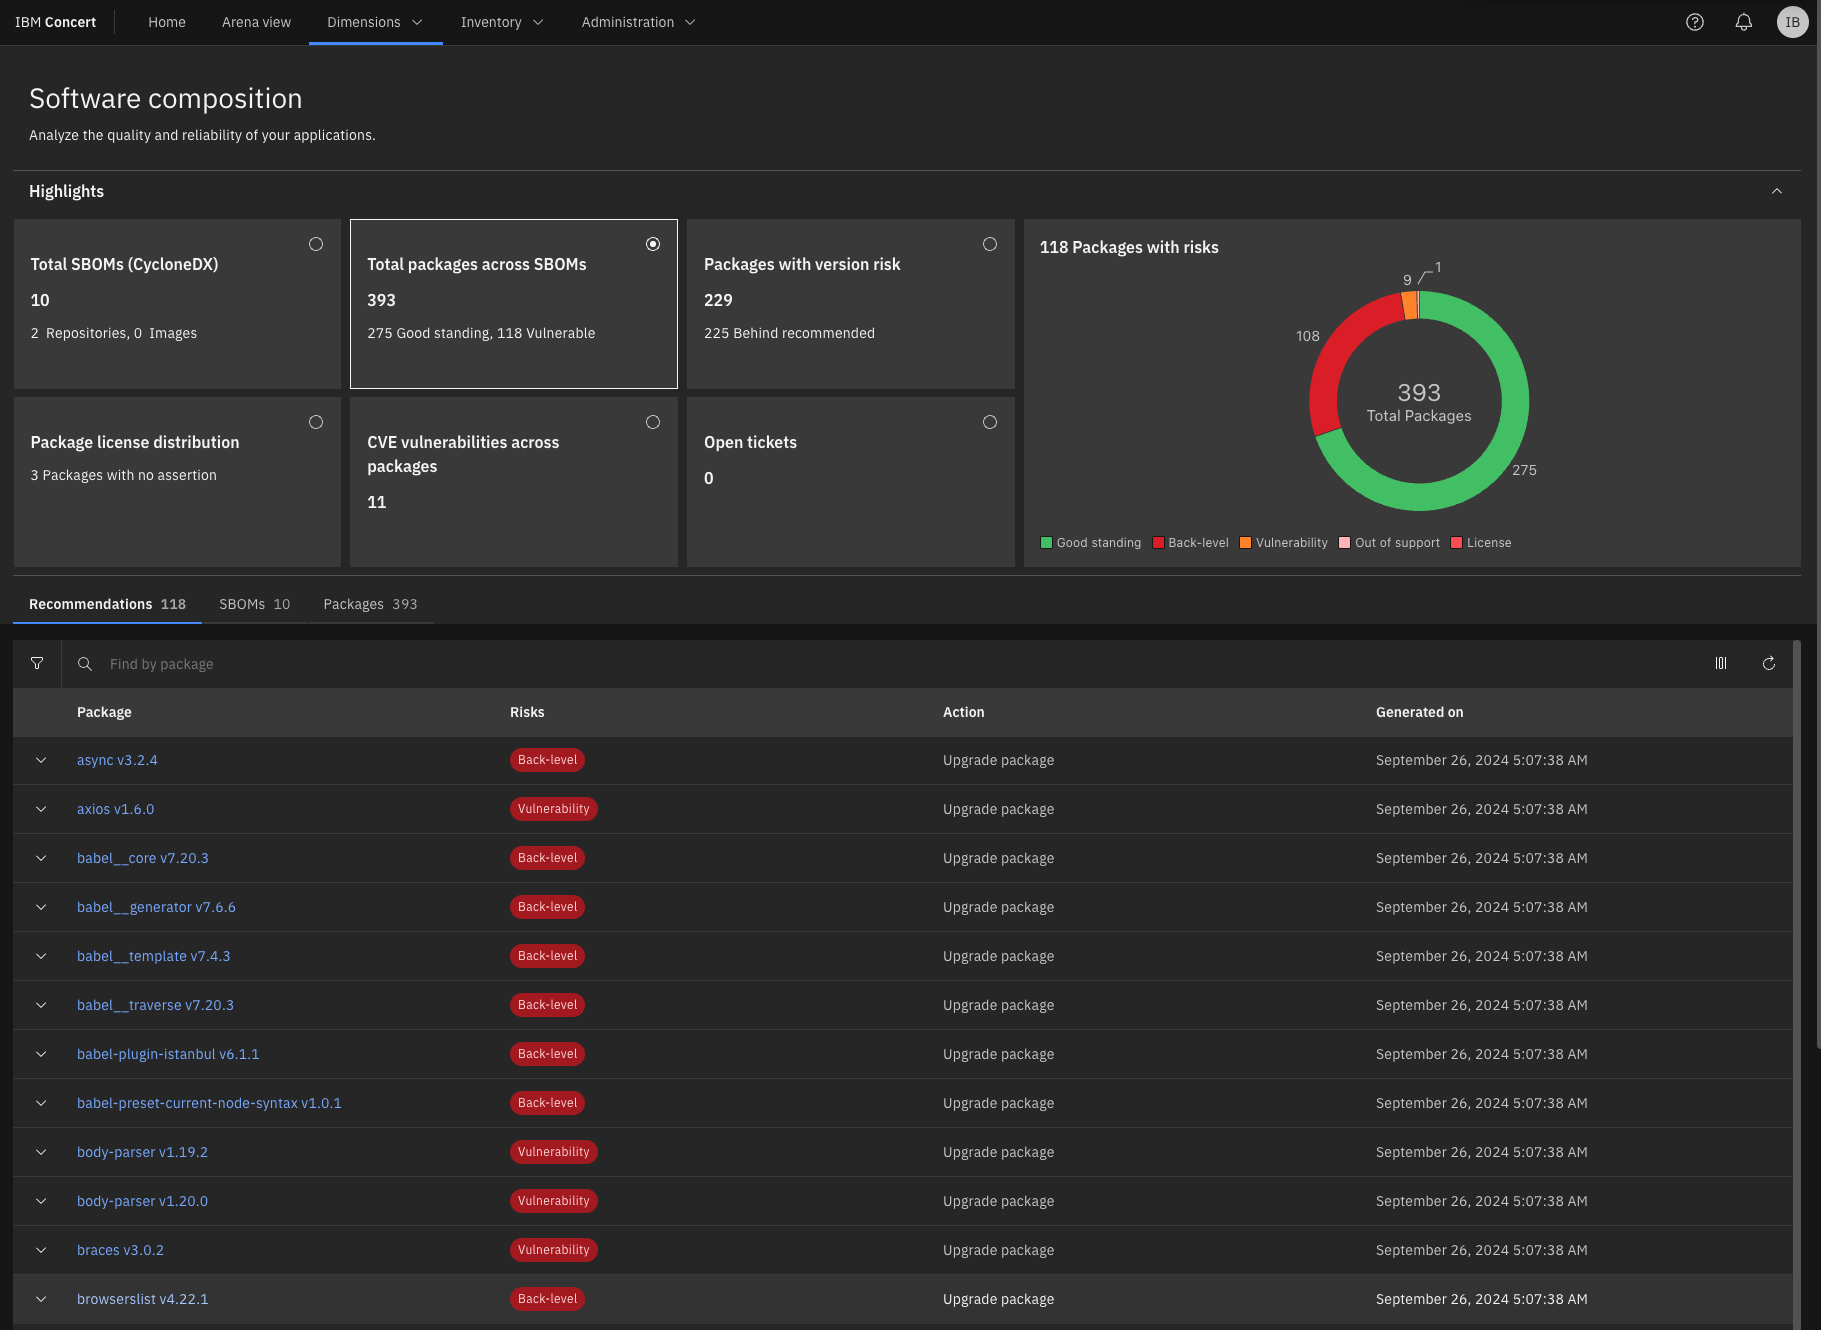 IBM Concert
Home
Arena view
Dimensions
Inventory
Administration
IB
Software composition
Analyze the quality and reliability of your applications.
Highlights
Total SBOMs (CycloneDX)
10
2 Repositories, 0 Images
Total packages across SBOMs
393
275 Good standing, 118 Vulnerable
Packages with version risk
229
225 Behind recommended
Package license distribution
3 Packages with no assertion
CVE vulnerabilities across
packages
11
Open tickets
0
118 Packages with risks
1
9
108
393
Total Packages
275
Good standing
Back-level
Vulnerability
Out of support
License
Recommendations 118
SBOMs 10
Packages 393
Find by package
Package Risks Action Generated on
async v3.2.4 Back-level Upgrade package September 26, 2024 5:07:38 AM
axios v1.6.0 Vulnerability Upgrade package September 26, 2024 5:07:38 AM
babel__core v7.20.3 Back-level Upgrade package September 26, 2024 5:07:38 AM
babel__generator v7.6.6 Back-level Upgrade package September 26, 2024 5:07:38 AM
babel__template v7.4.3 Back-level Upgrade package September 26, 2024 5:07:38 AM
babel__traverse v7.20.3 Back-level Upgrade package September 26, 2024 5:07:38 AM
babel-plugin-istanbul v6.1.1 Back-level Upgrade package September 26, 2024 5:07:38 AM
babel-preset-current-node-syntax v1.0.1 Back-level Upgrade package September 26, 2024 5:07:38 AM
body-parser v1.19.2 Vulnerability Upgrade package September 26, 2024 5:07:38 AM
body-parser v1.20.0 Vulnerability Upgrade package September 26, 2024 5:07:38 AM
braces v3.0.2 Vulnerability Upgrade package September 26, 2024 5:07:38 AM
browserslist v4.22.1 Back-level Upgrade package September 26, 2024 5:07:38 AM